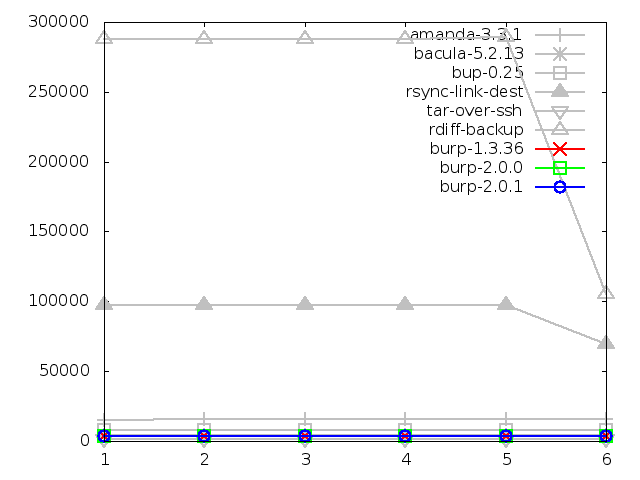 300000
250000
200000
150000
100000
50000
0
1 2 3 4 5 6
amanda-3.3.1
bacula-5.2.13
bup-0.25
rsync-link-dest
tar-over-ssh
rdiff-backup
burp-1.3.36
burp-2.0.0
burp-2.0.1